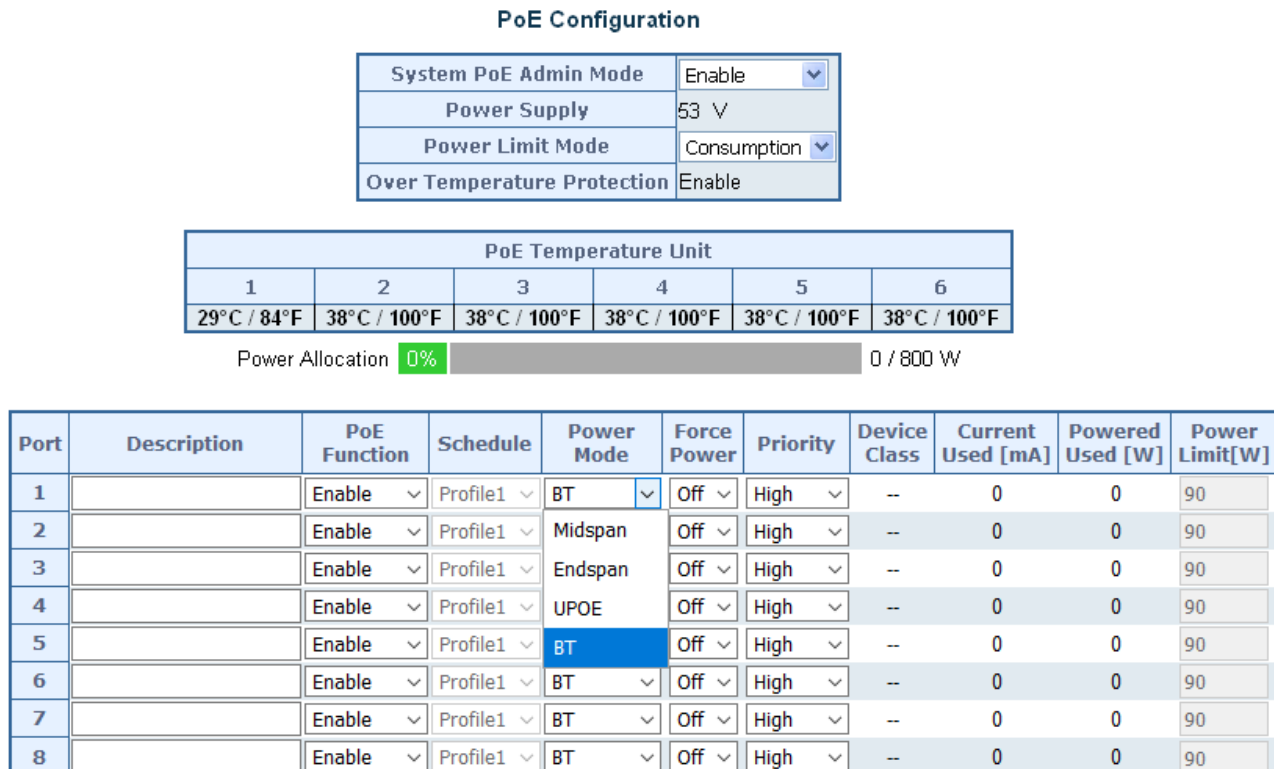 PoE Configuration
System PoE Admin Mode Enable
Power Supply 53 V
Power Limit Mode Consumption
Over Temperature Protection Enable
PoE Temperature Unit
1 2 3 4 5 6
29°C / 84°F 38°C / 100°F 38°C / 100°F 38°C / 100°F 38°C / 100°F 38°C / 100°F
Power Allocation 0% 0 / 800 W
Port Description PoE Function Schedule Power Mode Force Power Priority Device Class Current Used [mA] Powered Used [W] Power Limit[W]
1 Enable Profile1 BT Off High -- 0 0 90
2 Enable Profile1 Midspan Off High -- 0 0 90
3 Enable Profile1 Endspan Off High -- 0 0 90
4 Enable Profile1 UPOE Off High -- 0 0 90
5 Enable Profile1 BT Off High -- 0 0 90
6 Enable Profile1 BT Off High -- 0 0 90
7 Enable Profile1 BT Off High -- 0 0 90
8 Enable Profile1 BT Off High -- 0 0 90